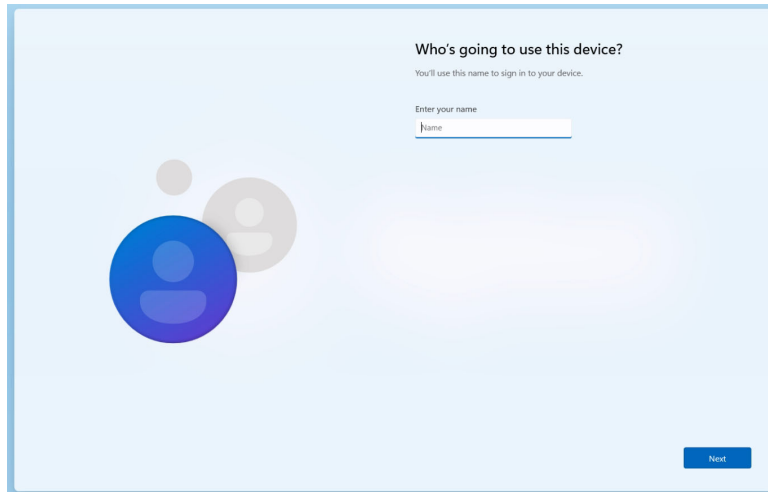 Who's going to use this device?
You'll use this name to sign in to your device.
Enter your name
Name
Next